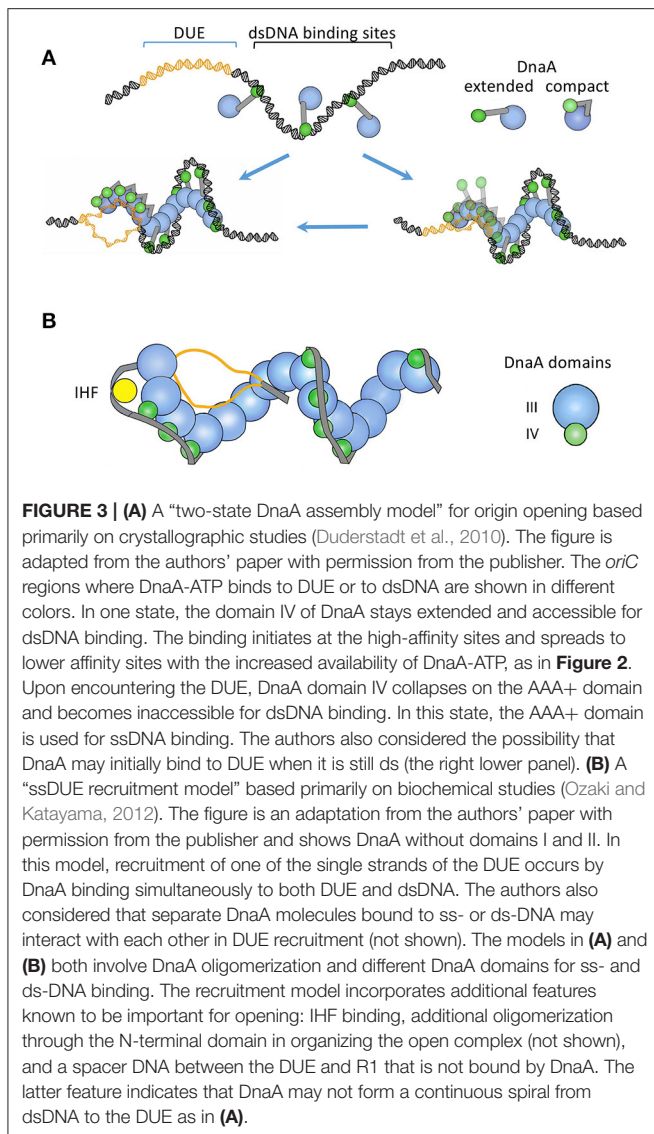 DUE
dsDNA binding sites
A
DnaA
extended compact
B
IHF
DnaA domains
III
IV
FIGURE 3 | (A) A “two-state DnaA assembly model” for origin opening based
primarily on crystallographic studies (Duderstadt et al., 2010). The figure is
adapted from the authors’ paper with permission from the publisher. The oriC
regions where DnaA-ATP binds to DUE or to dsDNA are shown in different
colors. In one state, the domain IV of DnaA stays extended and accessible for
dsDNA binding. The binding initiates at the high-affinity sites and spreads to
lower affinity sites with the increased availability of DnaA-ATP, as in Figure 2.
Upon encountering the DUE, DnaA domain IV collapses on the AAA+ domain
and becomes inaccessible for dsDNA binding. In this state, the AAA+ domain
is used for ssDNA binding. The authors also considered the possibility that
DnaA may initially bind to DUE when it is still ds (the right lower panel). (B) A
“ssDUE recruitment model” based primarily on biochemical studies (Ozaki and
Katayama, 2012). The figure is an adaptation from the authors’ paper with
permission from the publisher and shows DnaA without domains I and II. In
this model, recruitment of one of the single strands of the DUE occurs by
DnaA binding simultaneously to both DUE and dsDNA. The authors also
considered that separate DnaA molecules bound to ss- or ds-DNA may
interact with each other in DUE recruitment (not shown). The models in (A) and
(B) both involve DnaA oligomerization and different DnaA domains for ss- and
ds-DNA binding. The recruitment model incorporates additional features
known to be important for opening: IHF binding, additional oligomerization
through the N-terminal domain in organizing the open complex (not shown),
and a spacer DNA between the DUE and R1 that is not bound by DnaA. The
latter feature indicates that DnaA may not form a continuous spiral from
dsDNA to the DUE as in (A).